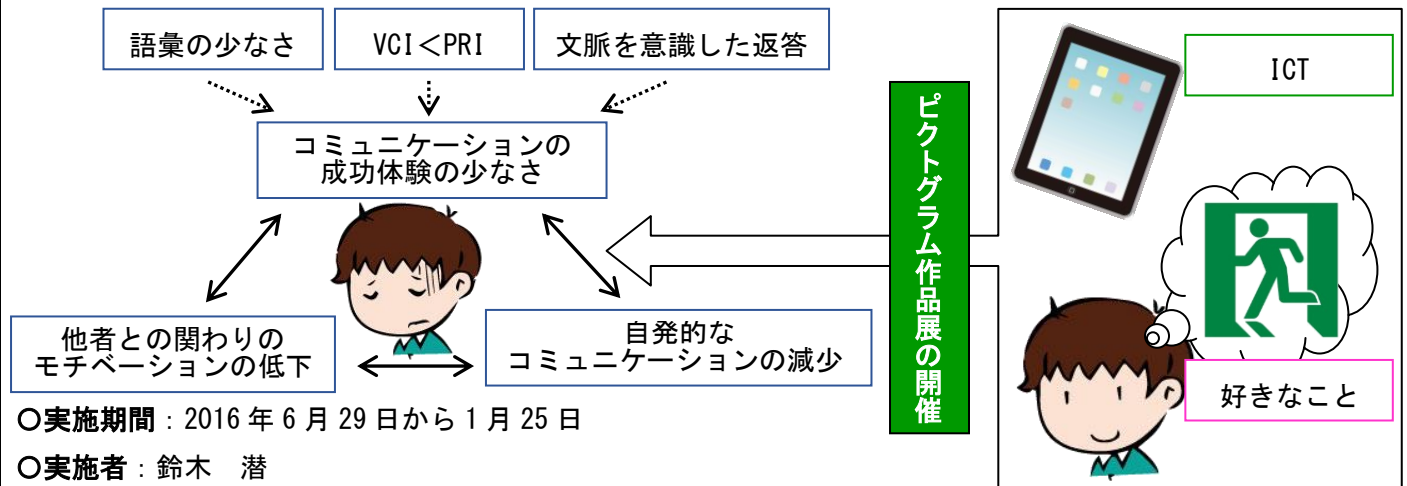 語彙の少なさ
VCI<PRI
文脈を意識した返答
コミュニケーションの
成功体験の少なさ
他者との関わりの
モチベーションの低下
自発的な
コミュニケーションの減少
ピクトグラム作品展の開催
ICT
好きなこと
〇実施期間：2016年6月29日から1月25日
〇実施者：鈴木　潜